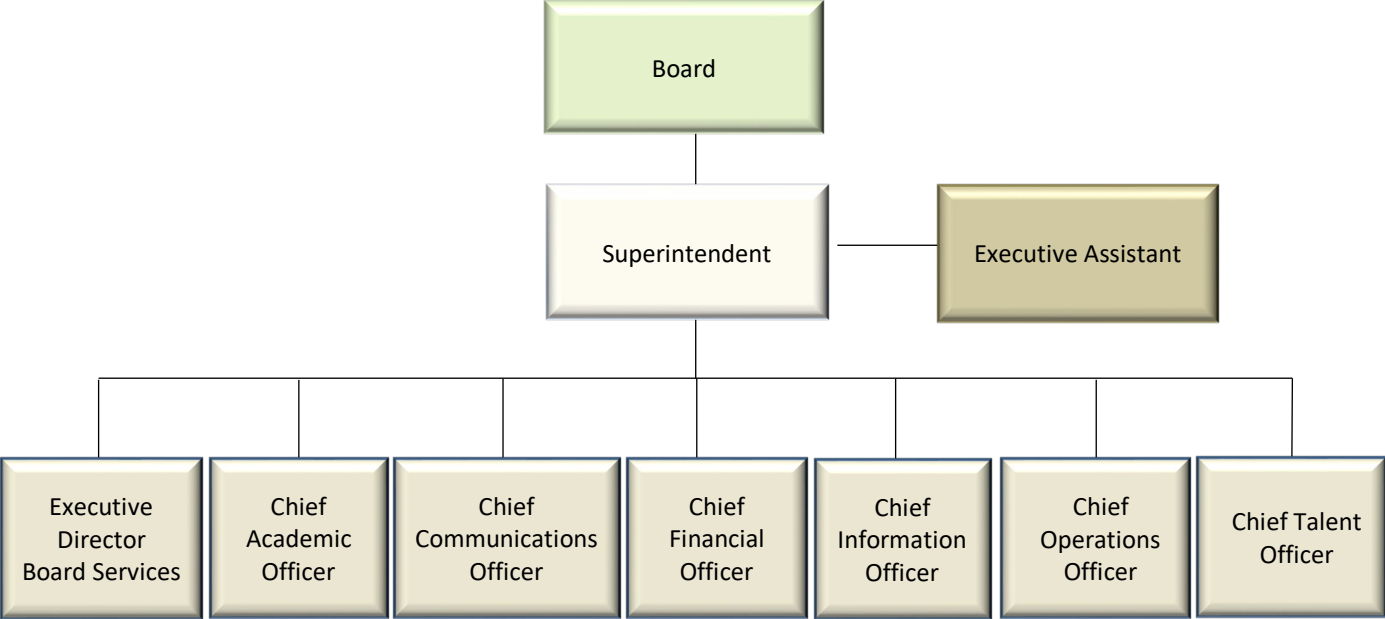 Board
Superintendent
Executive Assistant
Executive
Director
Board Services
Chief
Academic
Officer
Chief
Communications
Officer
Chief
Financial
Officer
Chief
Information
Officer
Chief
Operations
Officer
Chief Talent
Officer